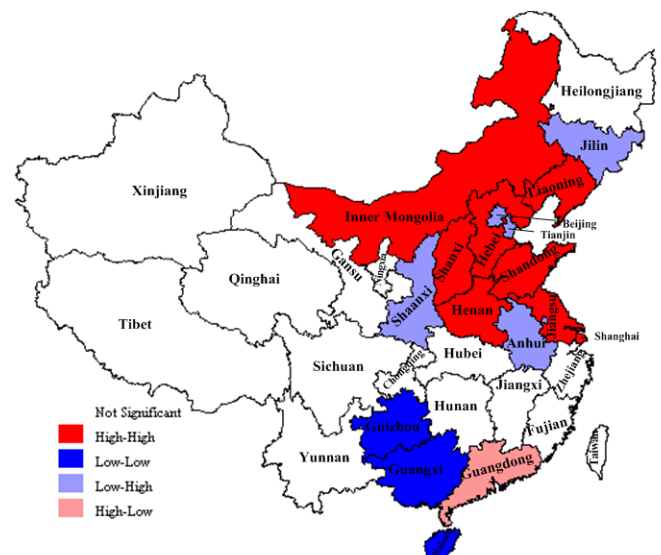 Heilongjiang
Jilin
Liaoning
Xinjiang
Inner Mongolia
Beijing
Tianjin
Hebei
Shanxi
Ningxia
Gansu
Qinghai
Shandong
Shaanxi
Henan
Jiangsu
Tibet
Anhui
Shanghai
Sichuan
Chongqing
Hubei
Zhejiang
Jiangxi
Hunan
Fujian
Guizhou
Yunnan
Guangxi
Guangdong
Taiwan
Not Significant
High-High
Low-Low
Low-High
High-Low